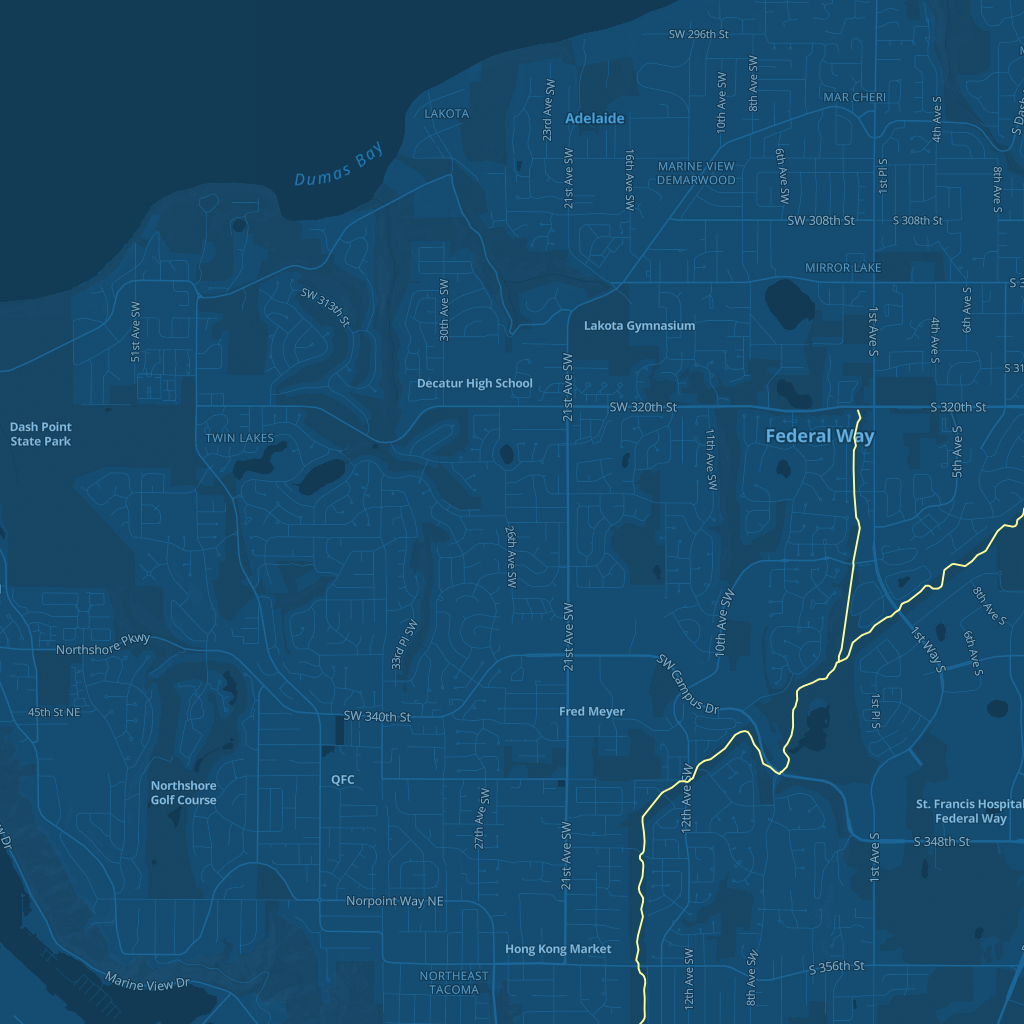 SW 296th St
MAR CHERI
LAKOTA
Adelaide
23rd Ave SW
10th Ave SW
8th Ave SW
4th Ave S
Dumas Bay
21st Ave SW
16th Ave SW
MARINE VIEW
DEMARWOOD
6th Ave SW
1st Pl S
8th Ave S
SW 308th St
S 308th St
MIRROR LAKE
SW 313th St
30th Ave SW
51st Ave SW
Lakota Gymnasium
1st Ave S
4th Ave S
6th Ave S
Decatur High School
21st Ave SW
SW 320th St
S 320th St
Dash Point
State Park
TWIN LAKES
Federal Way
11th Ave SW
5th Ave S
26th Ave SW
8th Ave S
Northshore Pkwy
33rd Pl SW
21st Ave SW
10th Ave SW
1st Way S
6th Ave S
SW Campus Dr
45th St NE
SW 340th St
Fred Meyer
1st Pl S
Northshore
Golf Course
QFC
27th Ave SW
12th Ave SW
St. Francis Hospital
Federal Way
S 348th St
21st Ave SW
1st Ave S
Norpoint Way NE
Hong Kong Market
Marine View Dr
NORTHEAST
TACOMA
12th Ave SW
8th Ave SW
S 356th St